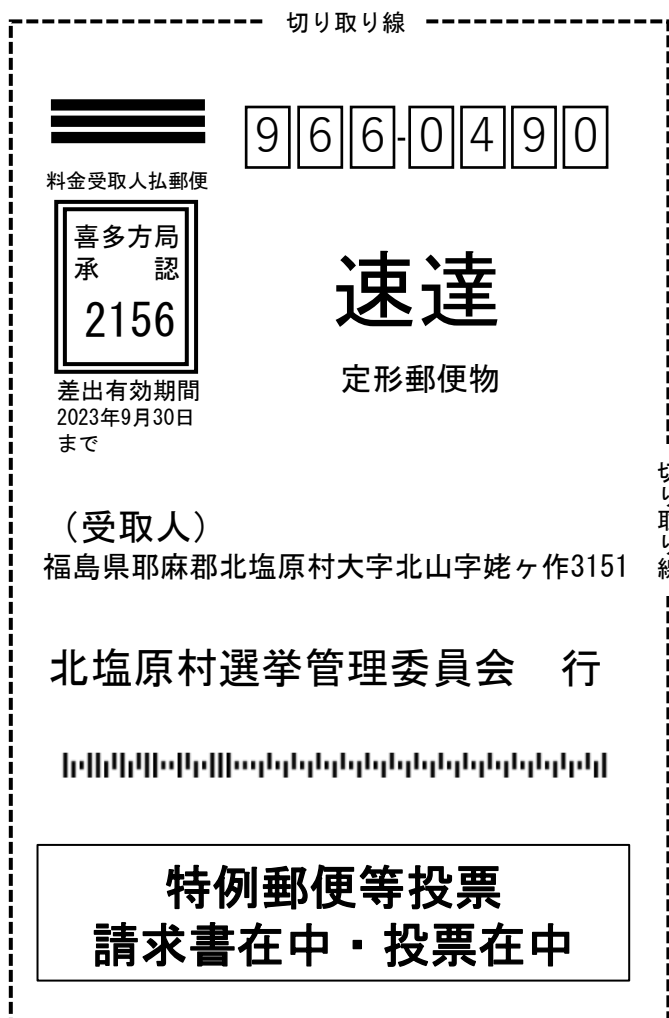 切り取り線
966-0490
料金受取人払郵便
喜多方局
承　認
2156
速達
定形郵便物
差出有効期間
2023年9月30日
まで
切り取り線
（受取人）
福島県耶麻郡北塩原村大字北山字姥ヶ作3151
北塩原村選挙管理委員会　行
特例郵便等投票
請求書在中・投票在中